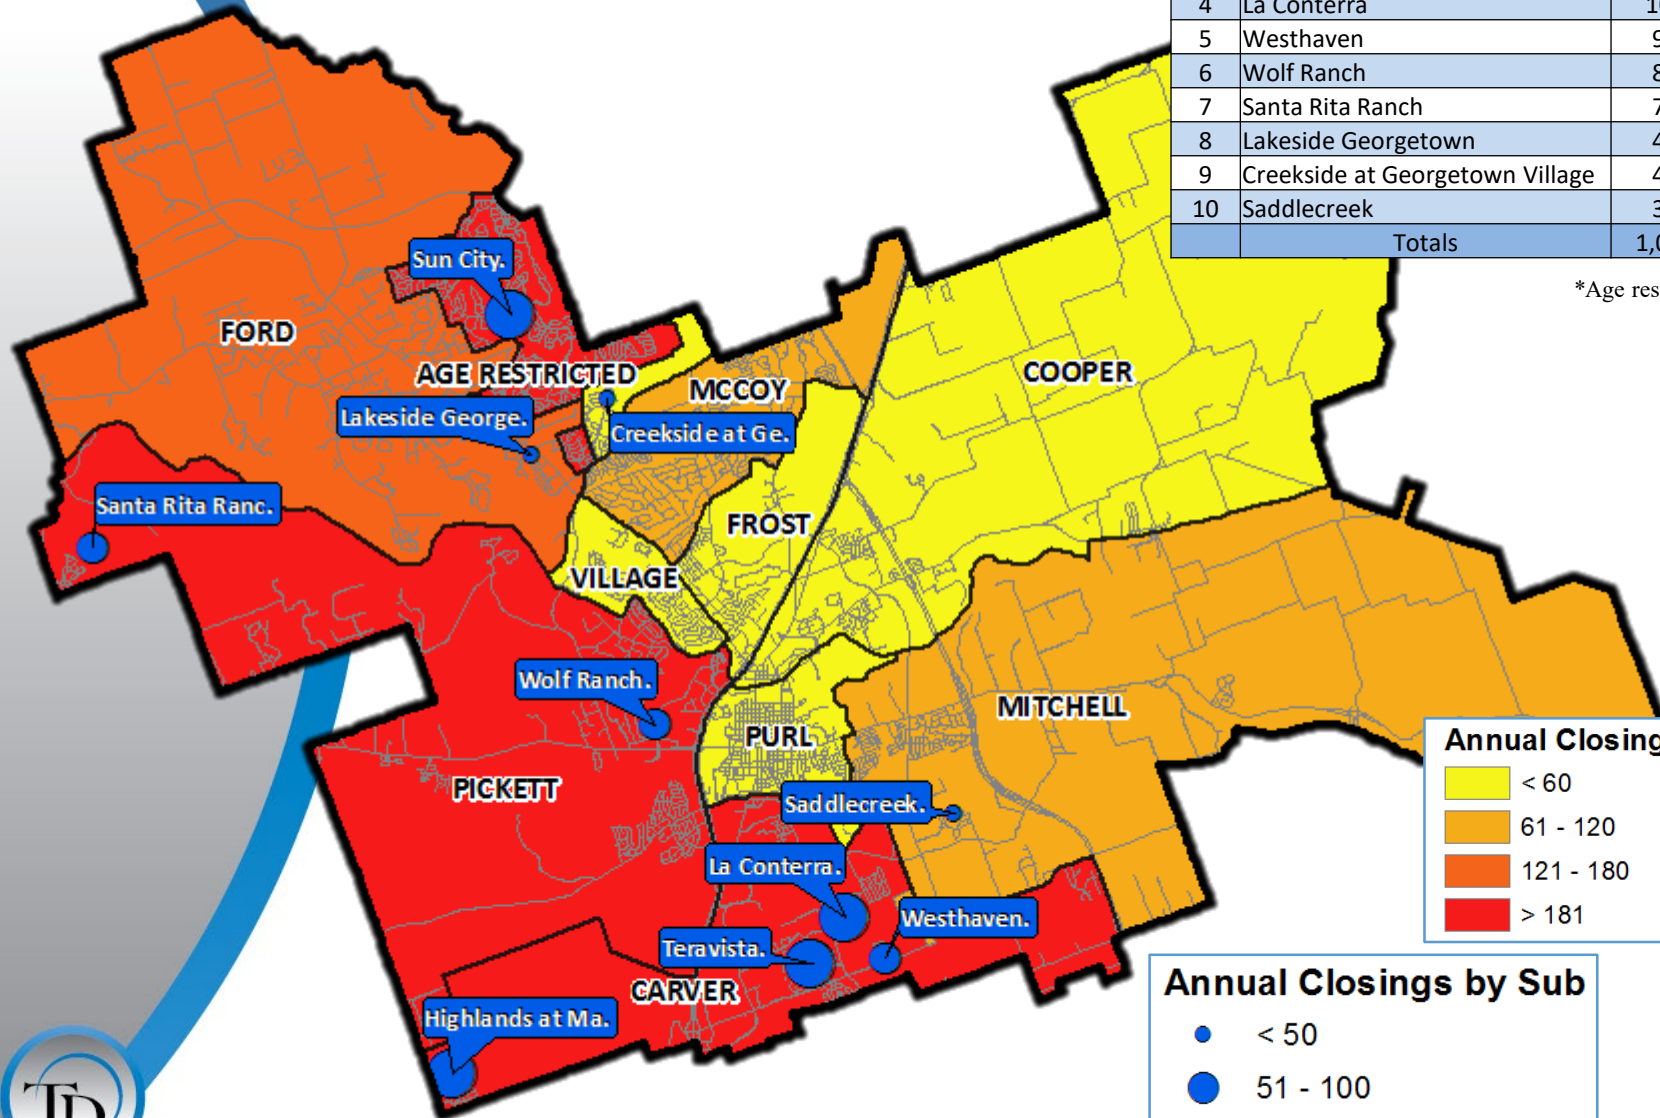 4 La Conterra
5 Westhaven
6 Wolf Ranch
7 Santa Rita Ranch
8 Lakeside Georgetown
9 Creekside at Georgetown Village
10 Saddlecreek
Totals
*Age
Sun City.
FORD
AGE RESTRICTED
MCCOY
COOPER
Lakeside George.
Creekside at Ge.
Santa Rita Ranc.
FROST
VILLAGE
Wolf Ranch.
MITCHELL
PURL
PICKETT
Saddlecreek.
La Conterra.
Westhaven.
Teravista.
CARVER
Highlands at Ma.
Annual
< 60
61 - 120
121 - 180
> 181
Annual Closings by Sub
< 50
51 - 100
TD